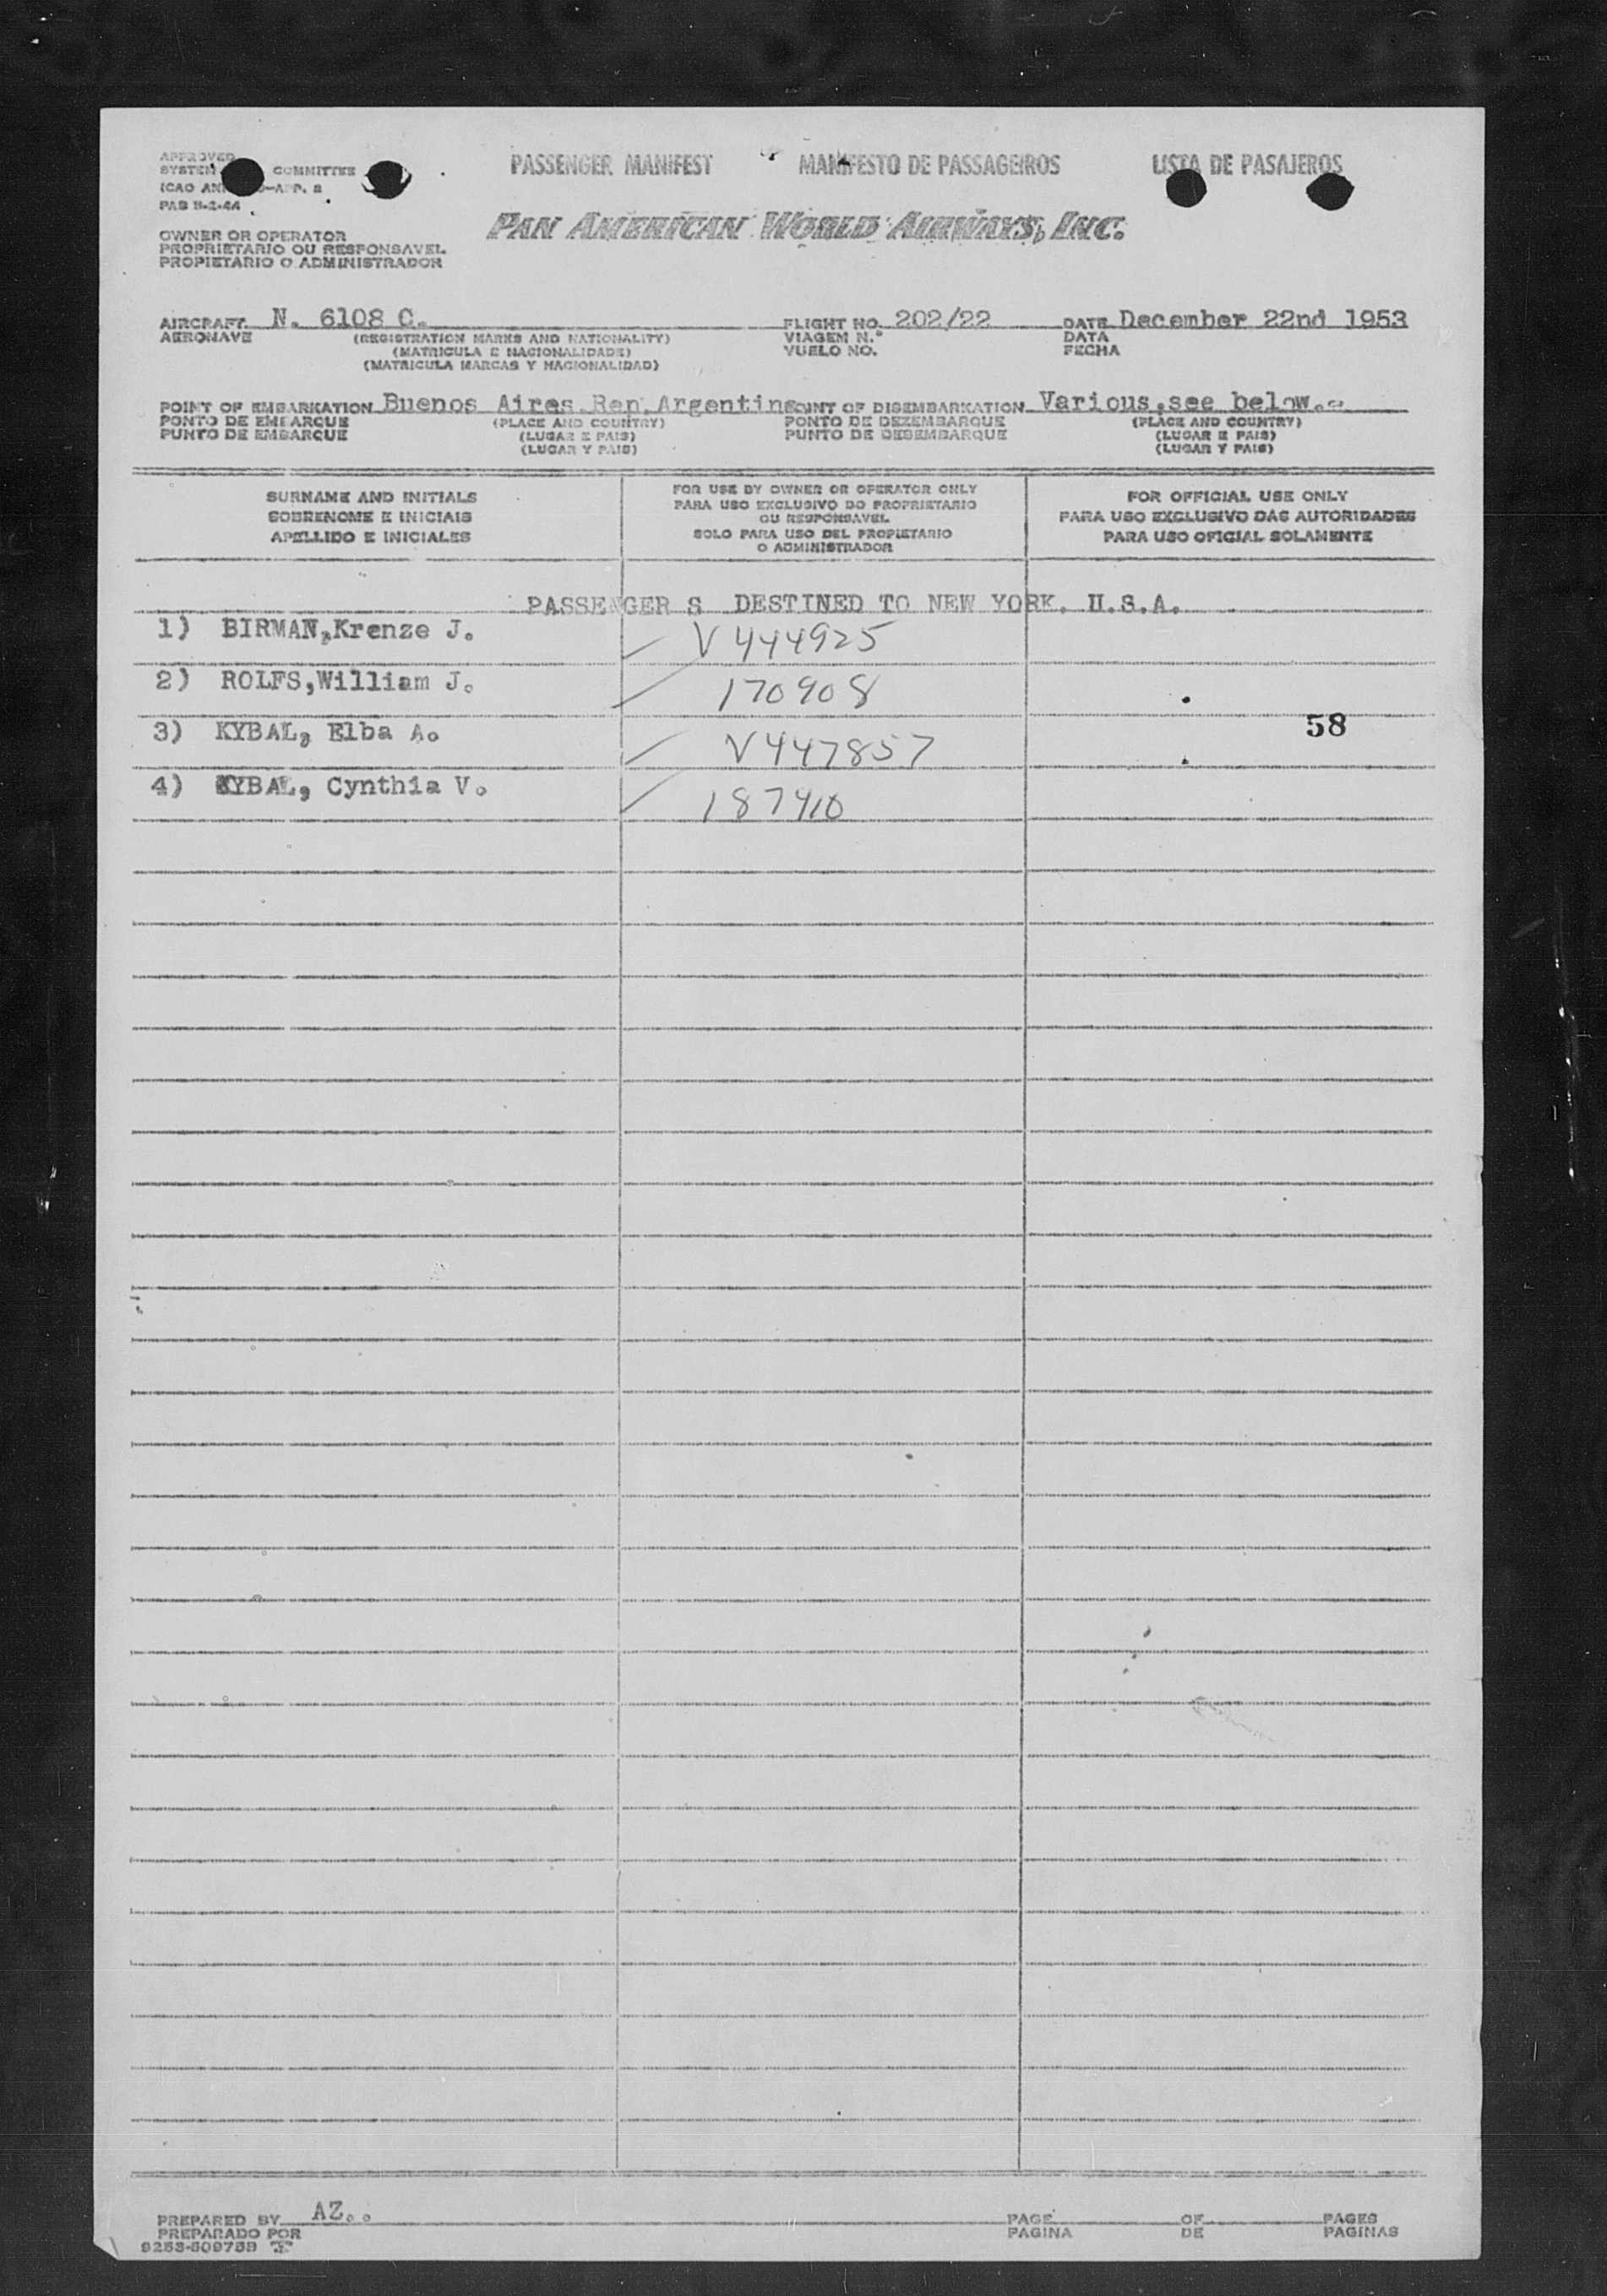 APPROVED PASSENGER MANIFEST MANIFESTO DE PASSAGEIROS LISTA DE PASAJEROS
SYSTEM COMMITTEE
ICAO
PAB
PAN AMERICAN WORLD AIRWAYS, INC.
OWNER OR OPERATOR
PROPRIETARIO OU RESPONSAVEL
PROPIETARIO O ADMINISTRADOR
AIRCRAFT N. 6108 C. FLIGHT NO. 202/22 DATE December 22nd 1953
AERONAVE (REGISTRATION MARKS AND NATIONALITY) VIAGEM N.º DATA
(MATRICULA E NACIONALIDADE) VUELO NO. FECHA
(MATRICULA MARCAS Y NACIONALIDAD)
POINT OF EMBARKATION Buenos Aires.Rep.Argentina POINT OF DISEMBARKATION Various,see below.
PONTO DE EMBARQUE (PLACE AND COUNTRY) PONTO DE DEZEMBARQUE (PLACE AND COUNTRY)
PUNTO DE EMBARQUE (LUGAR E PAIS) PUNTO DE DESEMBARQUE (LUGAR E PAIS)
(LUGAR Y PAIS) (LUGAR Y PAIS)
SURNAME AND INITIALS
SOBRENOME E INICIAIS
APELLIDO E INICIALES
FOR USE BY OWNER OR OPERATOR ONLY
PARA USO EXCLUSIVO DO PROPRIETARIO
OU RESPONSAVEL
SOLO PARA USO DEL PROPIETARIO
O ADMINISTRADOR
FOR OFFICIAL USE ONLY
PARA USO EXCLUSIVO DAS AUTORIDADES
PARA USO OFICIAL SOLAMENTE
PASSENGER S DESTINED TO NEW YORK. U.S.A.
1) BIRMAN,Krenze J. V 444925
2) ROLFS,William J. 170908
3) KYBAL, Elba A. V447857 58
4) KYBAL, Cynthia V. 187410
PREPARED BY AZ.. PAGE OF PAGES
PREPARADO POR PAGINA DE PAGINAS